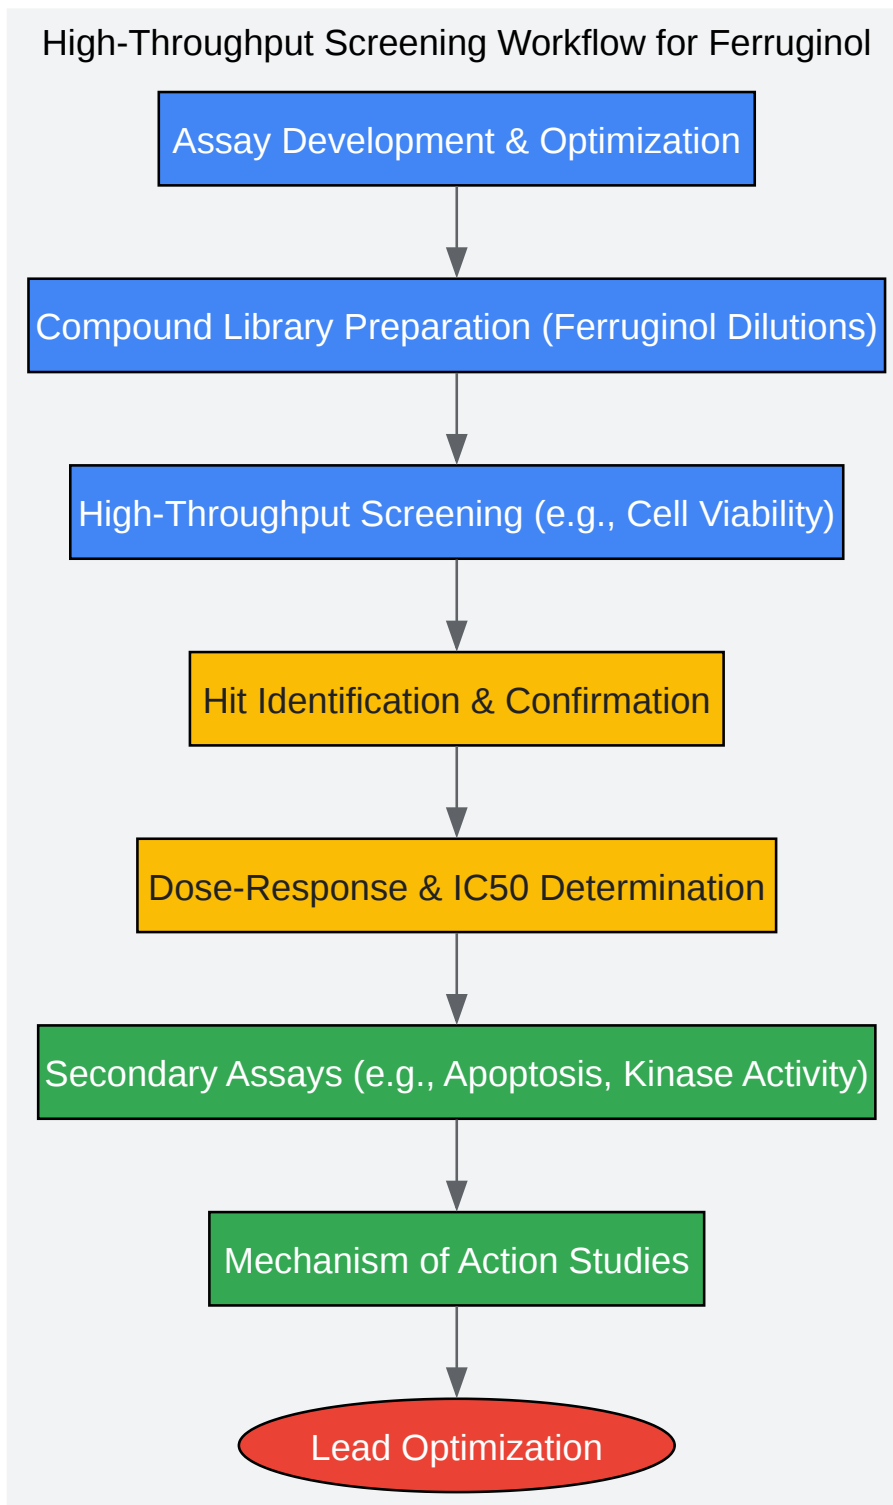 High-Throughput Screening Workflow for Ferruginol
Assay Development & Optimization
Compound Library Preparation (Ferruginol Dilutions)
High-Throughput Screening (e.g., Cell Viability)
Hit Identification & Confirmation
Dose-Response & IC50 Determination
Secondary Assays (e.g., Apoptosis, Kinase Activity)
Mechanism of Action Studies
Lead Optimization